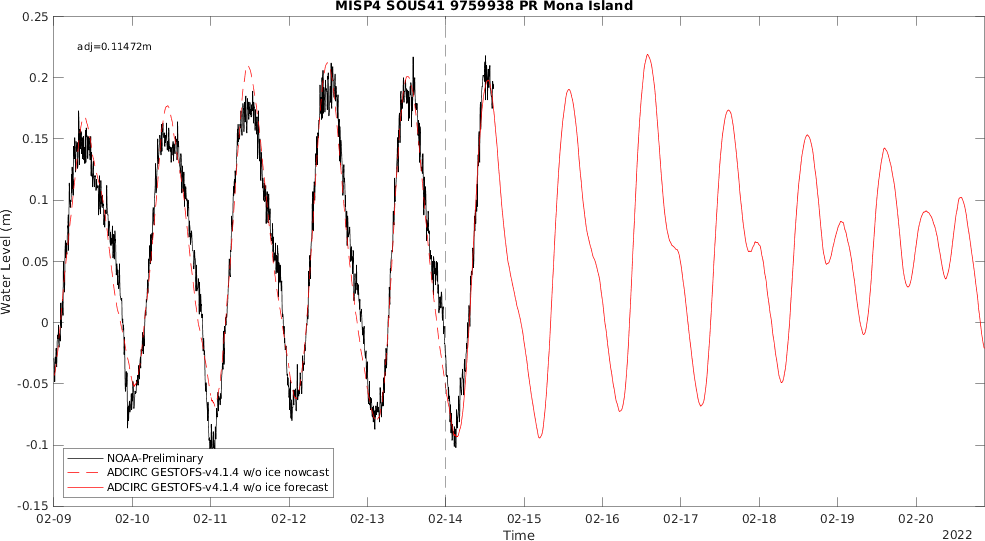 MISP4 SOUS41 9759938 PR Mona Island
0.25
0.2
0.15
0.1
0.05
0
-0.05
-0.1
-0.15
Water Level (m)
adj=0.11472m
NOAA-Preliminary
ADCIRC GESTOFS-v4.1.4 w/o ice nowcast
ADCIRC GESTOFS-v4.1.4 w/o ice forecast
02-09 02-10 02-11 02-12 02-13 02-14 02-15 02-16 02-17 02-18 02-19 02-20
Time
2022